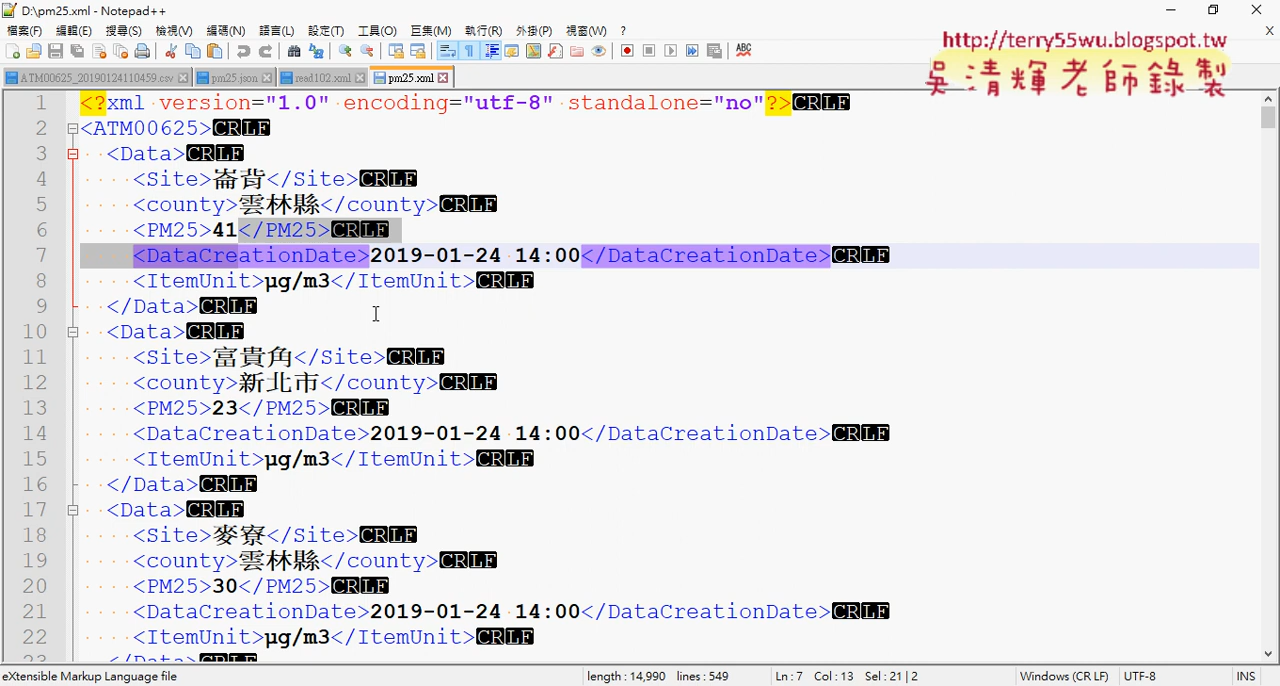 D:\pm25.xml - Notepad++
檔案(F) 編輯(E) 搜尋(S) 檢視(V) 編碼(N) 語言(L) 設定(T) 工具(O) 巨集(M) 執行(R) 外掛(P) 視窗(W) ?
http://terry55wu.blogspot.tw
吳清輝老師錄製
ATM00625_20190124110459.csv pm25.json read102.xml pm25.xml
1 <?xml version="1.0" encoding="utf-8" standalone="no"?>CRLF
2 <ATM00625>CRLF
3 <Data>CRLF
4 <Site>崙背</Site>CRLF
5 <county>雲林縣</county>CRLF
6 <PM25>41</PM25>CRLF
7 <DataCreationDate>2019-01-24 14:00</DataCreationDate>CRLF
8 <ItemUnit>μg/m3</ItemUnit>CRLF
9 </Data>CRLF
10 <Data>CRLF
11 <Site>富貴角</Site>CRLF
12 <county>新北市</county>CRLF
13 <PM25>23</PM25>CRLF
14 <DataCreationDate>2019-01-24 14:00</DataCreationDate>CRLF
15 <ItemUnit>μg/m3</ItemUnit>CRLF
16 </Data>CRLF
17 <Data>CRLF
18 <Site>麥寮</Site>CRLF
19 <county>雲林縣</county>CRLF
20 <PM25>30</PM25>CRLF
21 <DataCreationDate>2019-01-24 14:00</DataCreationDate>CRLF
22 <ItemUnit>μg/m3</ItemUnit>CRLF
23 </Data>CRLF
eXtensible Markup Language file length : 14,990 lines : 549 Ln : 7 Col : 13 Sel : 21 | 2 Windows (CR LF) UTF-8 INS